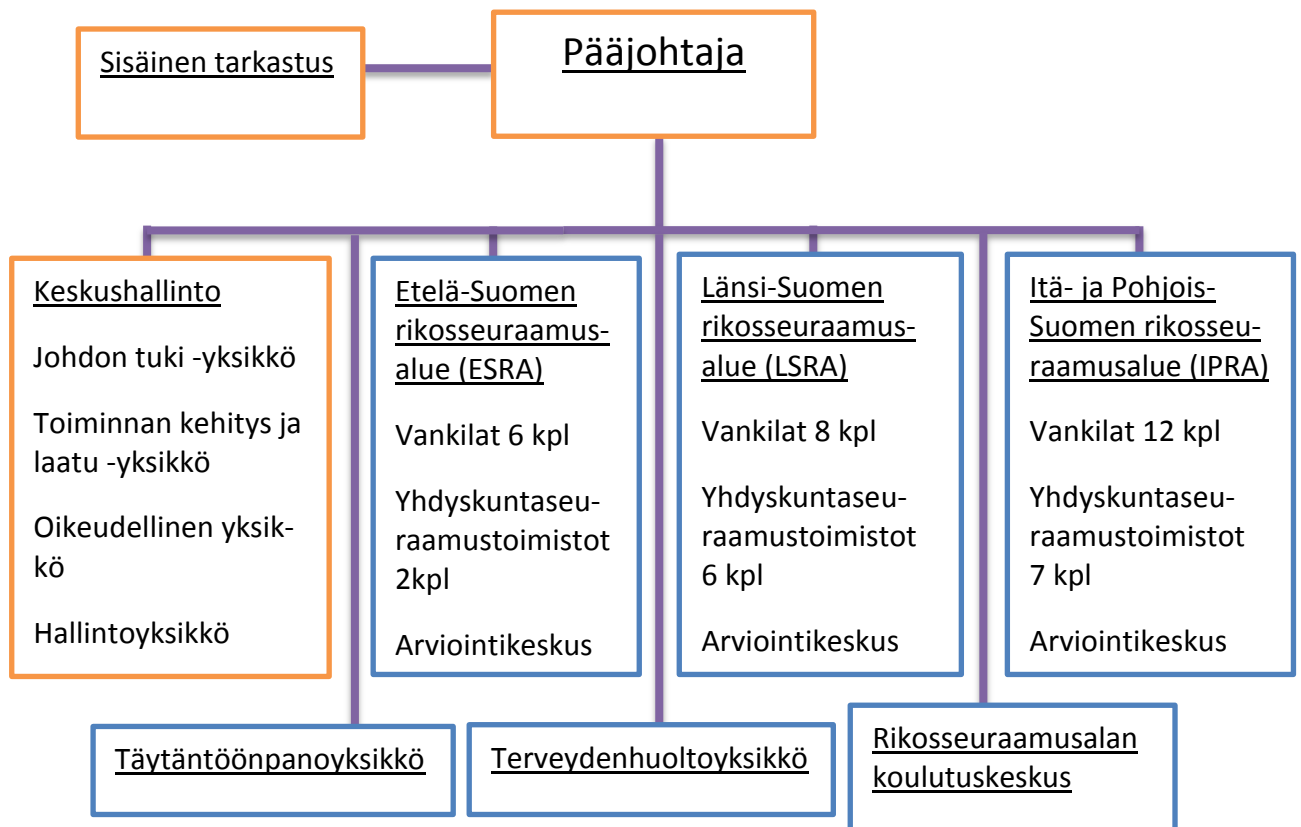 Sisäinen tarkastus
Pääjohtaja
Keskushallinto
Johdon tuki -yksikkö
Toiminnan kehitys ja
laatu -yksikkö
Oikeudellinen yksik-
kö
Hallintoyksikkö
Etelä-Suomen
rikosseuraamus-
alue (ESRA)
Vankilat 6 kpl
Yhdyskuntaseu-
raamustoimistot
2kpl
Arviointikeskus
Länsi-Suomen
rikosseuraamus-
alue (LSRA)
Vankilat 8 kpl
Yhdyskuntaseu-
raamustoimistot
6 kpl
Arviointikeskus
Itä- ja Pohjois-
Suomen rikosseu-
raamusalue (IPRA)
Vankilat 12 kpl
Yhdyskuntaseu-
raamustoimistot
7 kpl
Arviointikeskus
Täytäntöönpanoyksikkö
Terveydenhuoltoyksikkö
Rikosseuraamusalan
koulutuskeskus